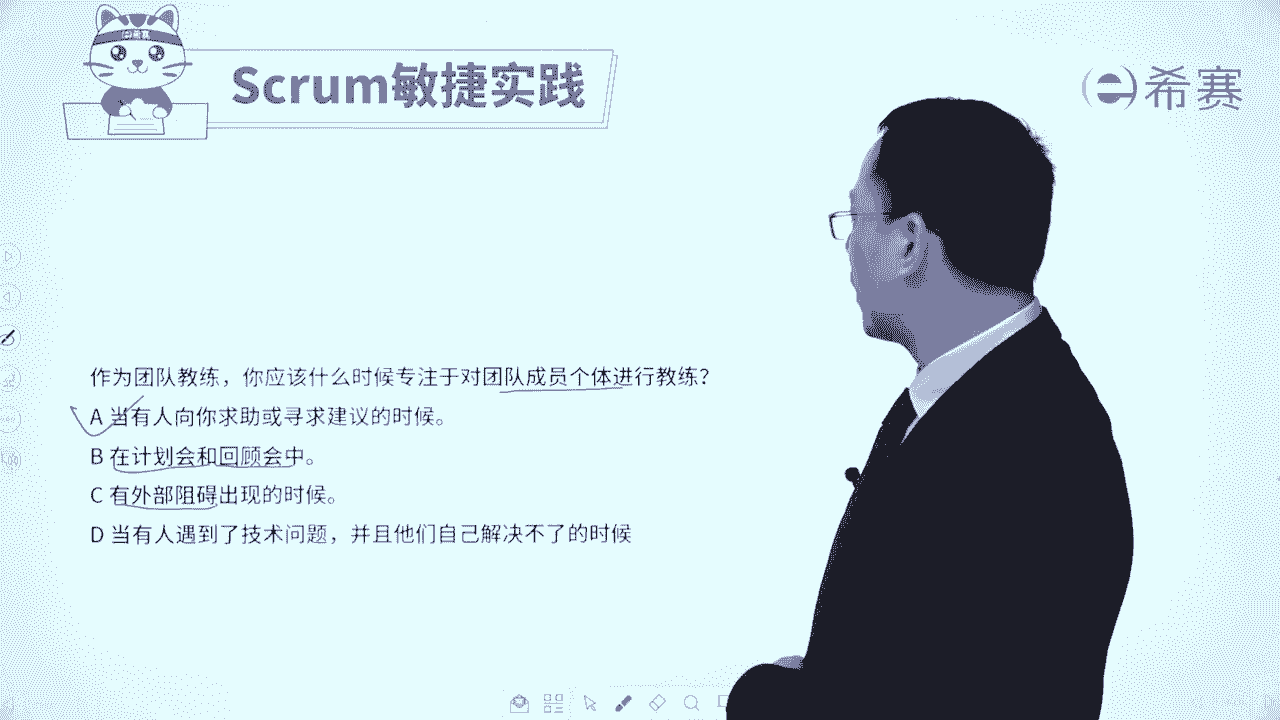 Scrum敏捷实践
希赛
作为团队教练，你应该什么时候专注于对团队成员个体进行教练？
A 当有人向你求助或寻求建议的时候。
B 在计划会和回顾会中。
C 有外部阻碍出现的时候。
D 当有人遇到了技术问题，并且他们自己解决不了的时候